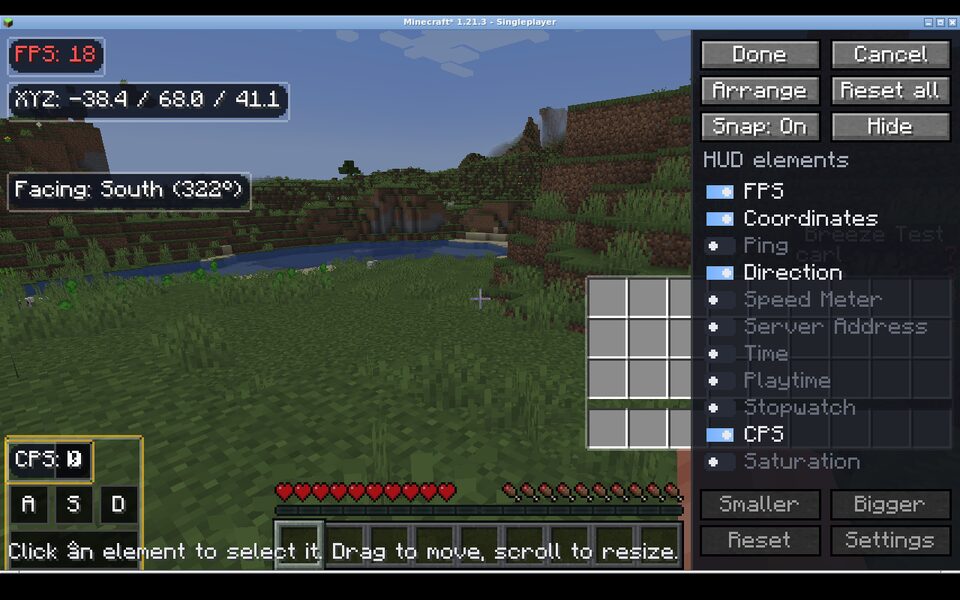 Minecraft* 1.21.3 - Singleplayer
FPS: 18
XYZ: -38.4 / 68.0 / 41.1
Facing: South (322°)
Done
Cancel
Arrange
Reset all
Snap: On
Hide
HUD elements
FPS
Coordinates
Ping
Direction
Speed Meter
Server Address
Time
Playtime
Stopwatch
CPS
Saturation
Breeze Test
carl
Smaller
Bigger
Reset
Settings
CPS: 0
A S D
Click an element to select it. Drag to move, scroll to resize.